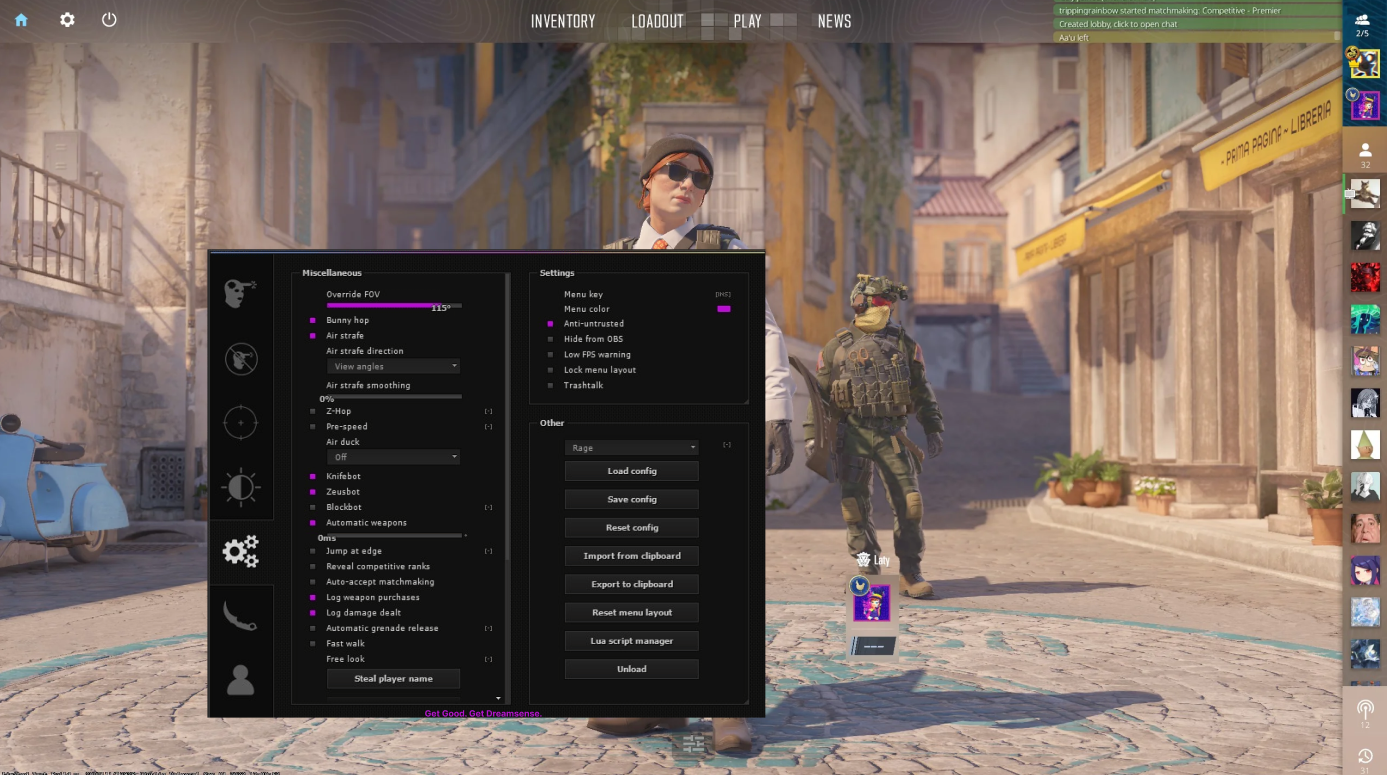 INVENTORY LOADOUT PLAY NEWS
trippingrainbow started matchmaking: Competitive - Premier
Created lobby, click to open chat
Aa'u left
2/5
32
PRIMA PAGINA ~ LIBRERIA
Miscellaneous
Override FOV
115°
Bunny hop
Air strafe
Air strafe direction
View angles
Air strafe smoothing
0%
Z-Hop [-]
Pre-speed [-]
Air duck
Off
Knifebot
Zeusbot
Blockbot [-]
Automatic weapons
0ms
Jump at edge [-]
Reveal competitive ranks
Auto-accept matchmaking
Log weapon purchases
Log damage dealt
Automatic grenade release [-]
Fast walk
Free look [-]
Steal player name
Settings
Menu key [INS]
Menu color
Anti-untrusted
Hide from OBS
Low FPS warning
Lock menu layout
Trashtalk
Other
Rage [-]
Load config
Save config
Reset config
Import from clipboard
Export to clipboard
Reset menu layout
Lua script manager
Unload
Get Good. Get Dreamsense.
Laty
---
12
31